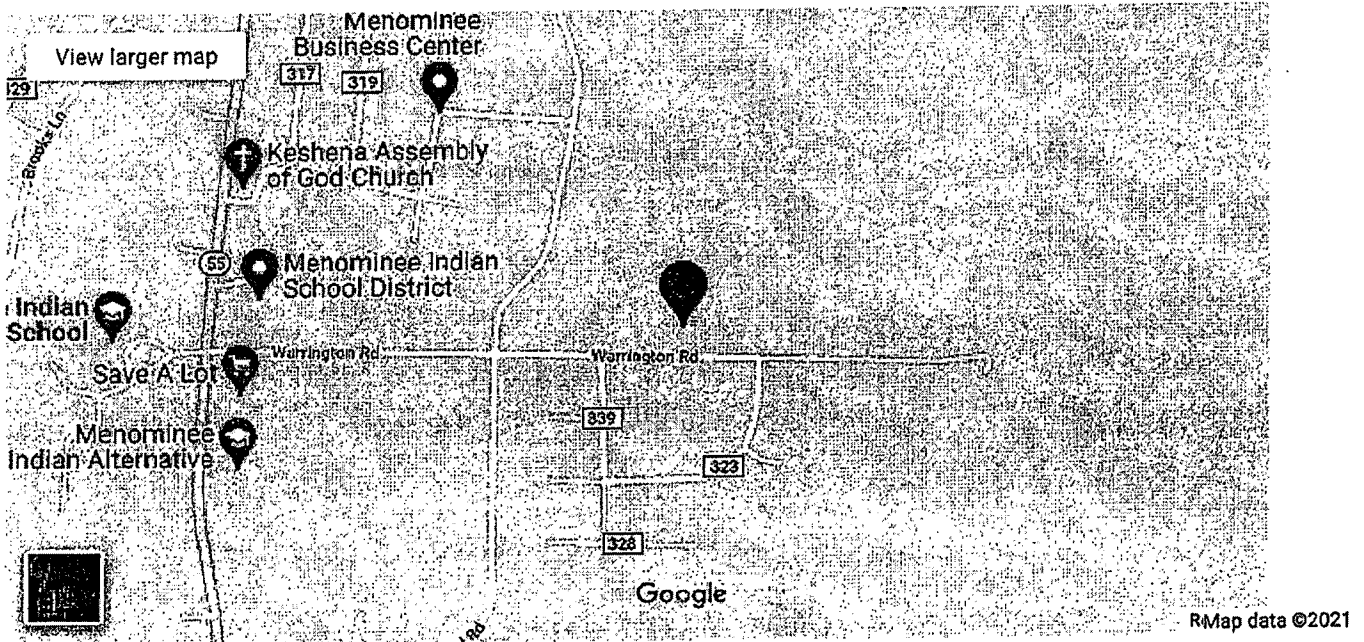 Menominee
Business Center
View larger map
317
319
Brooks Ln
Keshena Assembly
of God Church
55
Menominee Indian
School District
Indian
School
Warrington Rd
Warrington Rd
Save A Lot
339
Menominee
Indian Alternative
323
328
Google
Rd
Map data ©2021